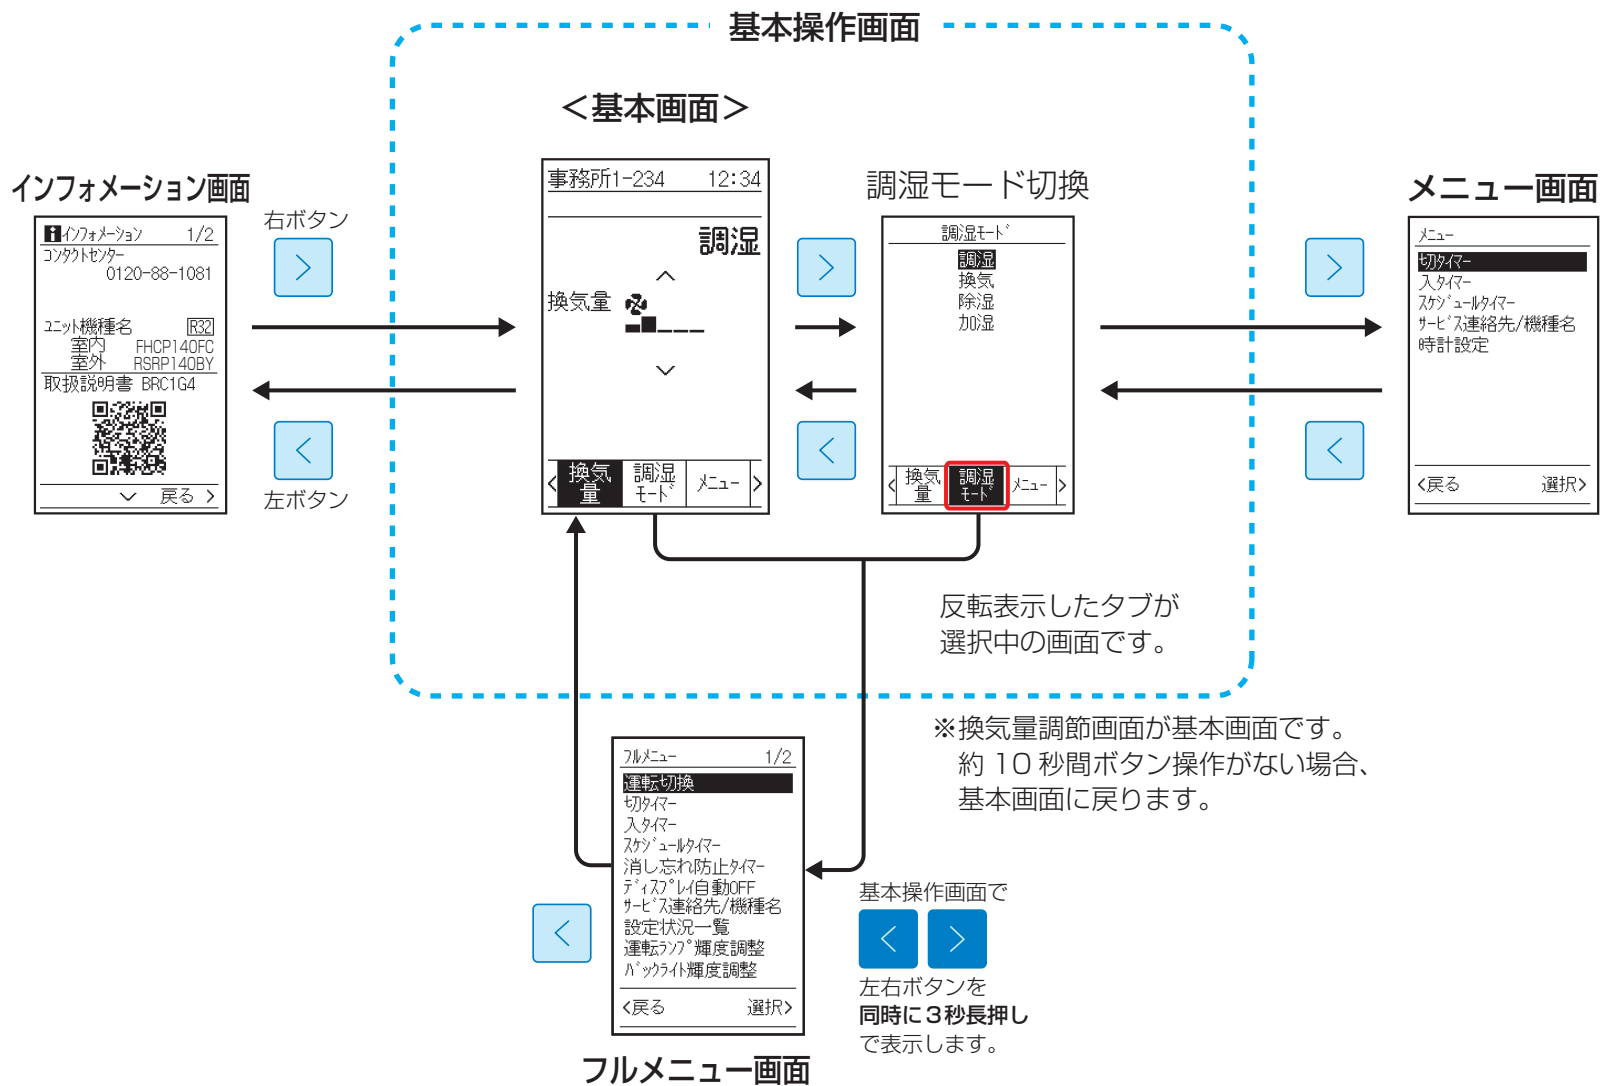 基本操作画面
＜基本画面＞
インフォメーション画面
iｲﾝﾌｫﾒｰｼｮﾝ 1/2
ｺﾝﾀｸﾄｾﾝﾀｰ
0120-88-1081
ﾕﾆｯﾄ機種名 R32
室内 FHCP140FC
室外 RSRP140BY
取扱説明書 BRC1G4
戻る >
右ボタン
>
<
左ボタン
事務所1-234 12:34
調湿
換気量
< 換気量 調湿ﾓｰﾄﾞ ﾒﾆｭｰ >
>
<
調湿モード切換
調湿ﾓｰﾄﾞ
調湿
換気
除湿
加湿
< 換気量 調湿ﾓｰﾄﾞ ﾒﾆｭｰ >
>
<
メニュー画面
ﾒﾆｭｰ
切ﾀｲﾏｰ
入ﾀｲﾏｰ
ｽｹｼﾞｭｰﾙﾀｲﾏｰ
ｻｰﾋﾞｽ連絡先/機種名
時計設定
<戻る 選択>
反転表示したタブが
選択中の画面です。
※換気量調節画面が基本画面です。
約 10 秒間ボタン操作がない場合、
基本画面に戻ります。
ﾌﾙﾒﾆｭｰ 1/2
運転切換
切ﾀｲﾏｰ
入ﾀｲﾏｰ
ｽｹｼﾞｭｰﾙﾀｲﾏｰ
消し忘れ防止ﾀｲﾏｰ
ﾃﾞｨｽﾌﾟﾚｲ自動OFF
ｻｰﾋﾞｽ連絡先/機種名
設定状況一覧
運転ﾗﾝﾌﾟ輝度調整
ﾊﾞｯｸﾗｲﾄ輝度調整
<戻る 選択>
<
フルメニュー画面
基本操作画面で
< >
左右ボタンを
同時に３秒長押し
で表示します。